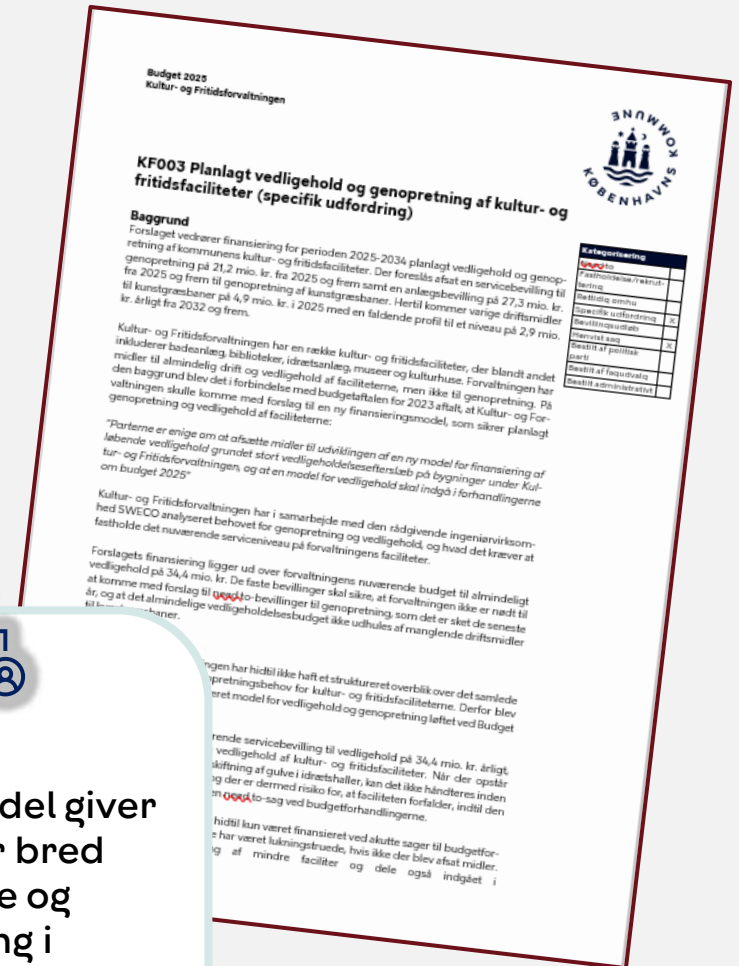 Budget 2025
Kultur- og Fritidsforvaltningen
KØBENHAVNS KOMMUNE
KF003 Planlagt vedligehold og genopretning af kultur- og
fritidsfaciliteter (specifik udfordring)
Kategorisering
need-to
Fastholdelse/rekrut-
tering
Rettidig omhu
Specifik udfordring X
Bevillingsudløb
Henvist sag X
Bestilt af politisk
parti
Bestilt af fagudvalg
Bestilt administrativt
Baggrund
Forslaget vedrører finansiering for perioden 2025-2034 planlagt vedligehold og genop-
retning af kommunens kultur- og fritidsfaciliteter. Der foreslås afsat en servicebevilling til
genopretning på 21,2 mio. kr. fra 2025 og frem samt en anlægsbevilling på 27,3 mio. kr.
fra 2025 og frem til genopretning af kunstgræsbaner. Hertil kommer varige driftsmidler
til kunstgræsbaner på 4,9 mio. kr. i 2025 med en faldende profil til et niveau på 2,9 mio.
kr. årligt fra 2032 og frem.
Kultur- og Fritidsforvaltningen har en række kultur- og fritidsfaciliteter, der blandt andet
inkluderer badeanlæg, biblioteker, idrætsanlæg, museer og kulturhuse. Forvaltningen har
midler til almindelig drift og vedligehold af faciliteterne, men ikke til genopretning. På
den baggrund blev det i forbindelse med budgetaftalen for 2023 aftalt, at Kultur- og For-
valtningen skulle komme med forslag til en ny finansieringsmodel, som sikrer planlagt
genopretning og vedligehold af faciliteterne:
"Parterne er enige om at afsætte midler til udviklingen af en ny model for finansiering af
løbende vedligehold grundet stort vedligeholdelsesefterslæb på bygninger under Kul-
tur- og Fritidsforvaltningen, og at en model for vedligehold skal indgå i forhandlingerne
om budget 2025"
Kultur- og Fritidsforvaltningen har i samarbejde med den rådgivende ingeniørvirksom-
hed SWECO analyseret behovet for genopretning og vedligehold, og hvad det kræver at
fastholde det nuværende serviceniveau på forvaltningens faciliteter.
Forslagets finansiering ligger ud over forvaltningens nuværende budget til almindeligt
vedligehold på 34,4 mio. kr. De faste bevillinger skal sikre, at forvaltningen ikke er nødt til
at komme med forslag til need-to-bevillinger til genopretning, som det er sket de seneste
år, og at det almindelige vedligeholdelsesbudget ikke udhules af manglende driftsmidler
ngen har hidtil ikke haft et struktureret overblik over det samlede
pretningsbehov for kultur- og fritidsfaciliteterne. Derfor blev
eret model for vedligehold og genopretning løftet ved Budget
rende servicebevilling til vedligehold på 34,4 mio. kr. årligt,
vedligehold af kultur- og fritidsfaciliteter. Når der opstår
skiftning af gulve i idrætshaller, kan det ikke håndteres inden
og der er dermed risiko for, at faciliteten forfalder, indtil den
en need to-sag ved budgetforhandlingerne.
hidtil kun været finansieret ved akutte sager til budgetfor-
e har været lukningstruede, hvis ikke der blev afsat midler.
g af mindre faciliter og dele også indgået i
del giver
r bred
e og
ng i